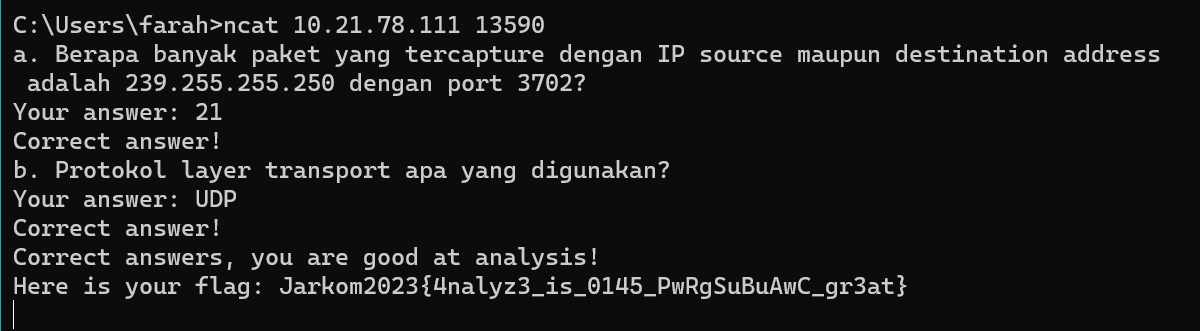 C:\Users\farah>ncat 10.21.78.111 13590
a. Berapa banyak paket yang tercapture dengan IP source maupun destination address
 adalah 239.255.255.250 dengan port 3702?
Your answer: 21
Correct answer!
b. Protokol layer transport apa yang digunakan?
Your answer: UDP
Correct answer!
Correct answers, you are good at analysis!
Here is your flag: Jarkom2023{4nalyz3_is_0145_PwRgSuBuAwC_gr3at}